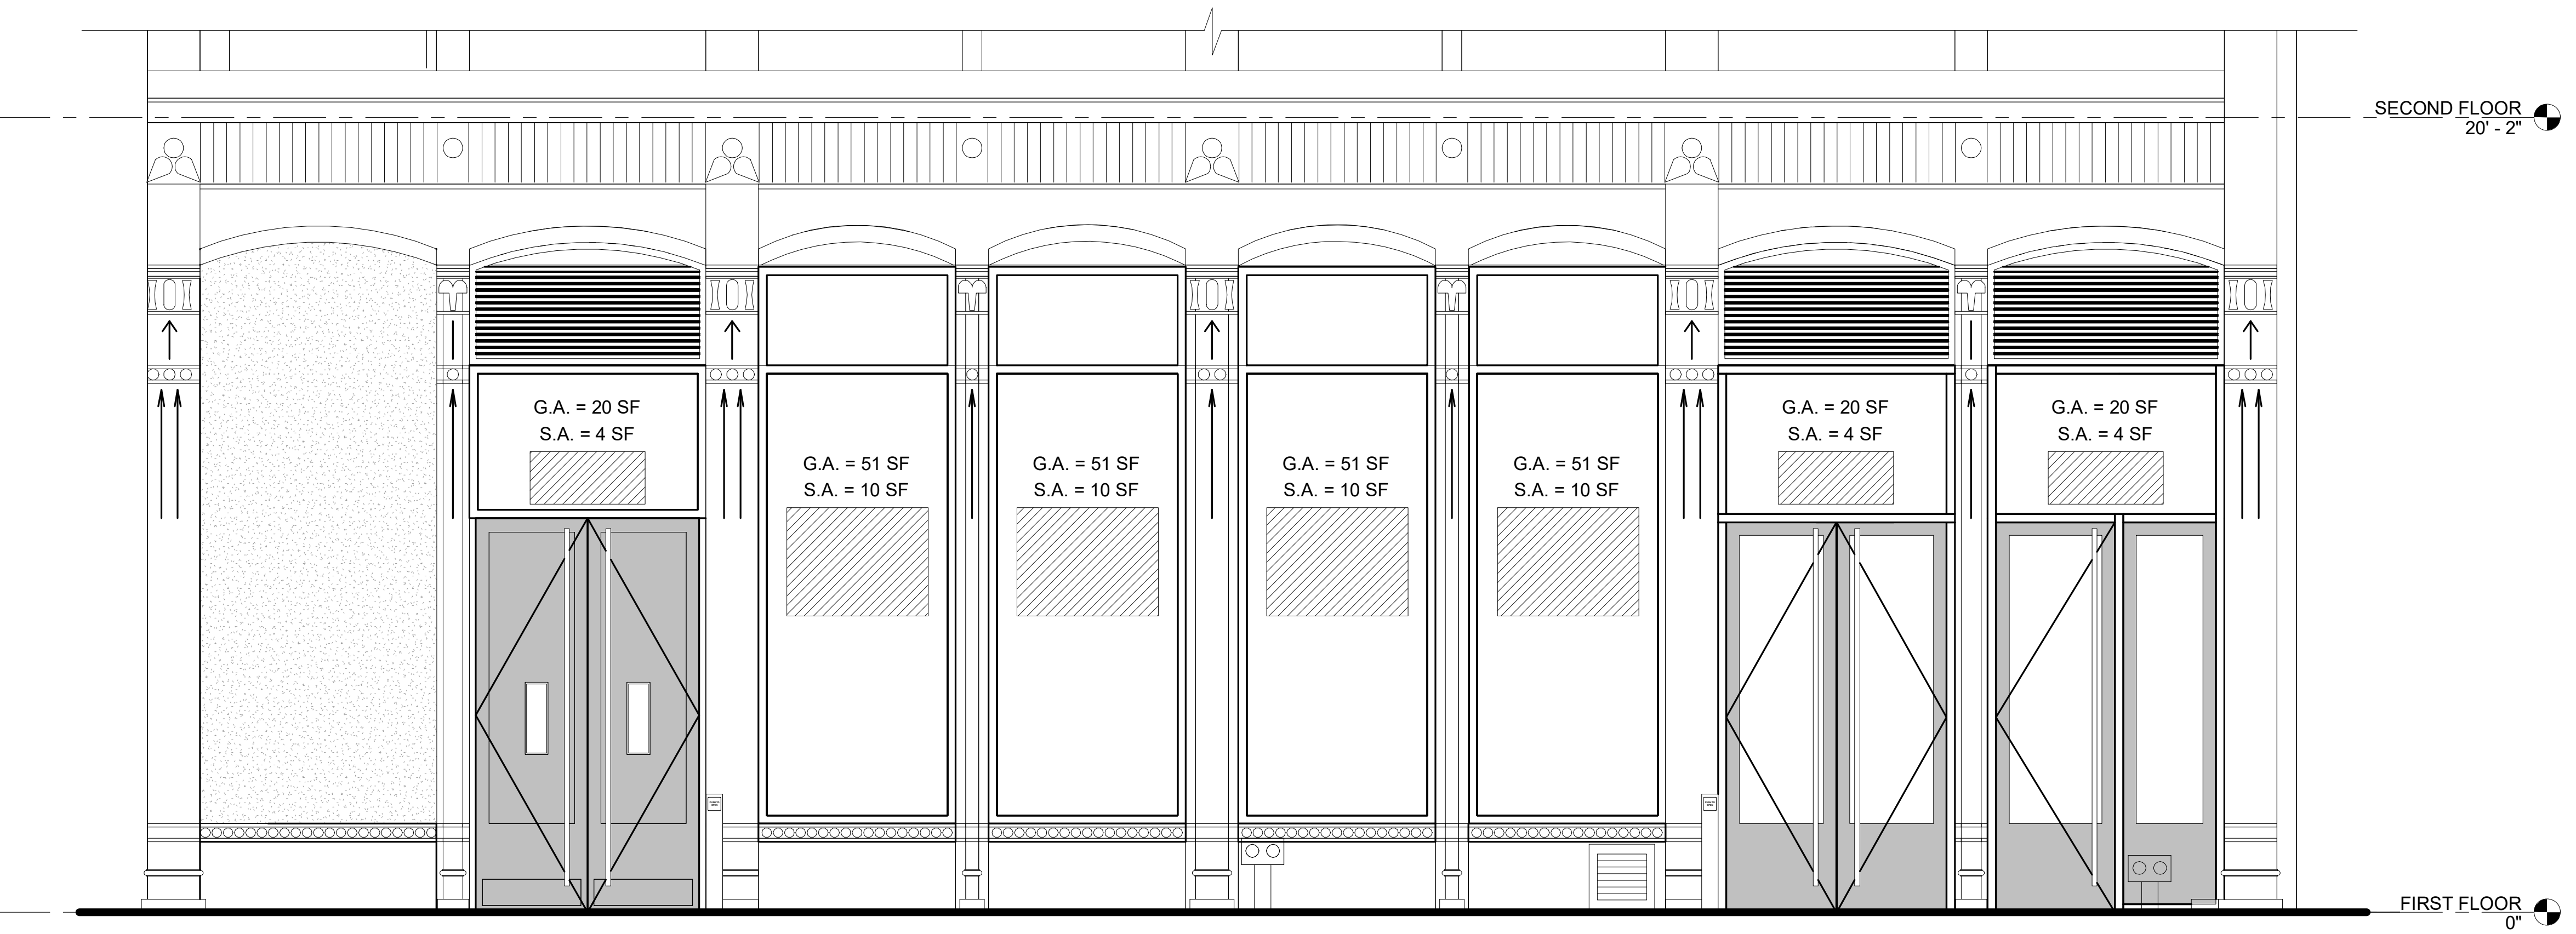 SECOND FLOOR
20' - 2"
G.A. = 20 SF
S.A. = 4 SF
G.A. = 51 SF
S.A. = 10 SF
G.A. = 51 SF
S.A. = 10 SF
G.A. = 51 SF
S.A. = 10 SF
G.A. = 51 SF
S.A. = 10 SF
G.A. = 20 SF
S.A. = 4 SF
G.A. = 20 SF
S.A. = 4 SF
FIRST FLOOR
0"